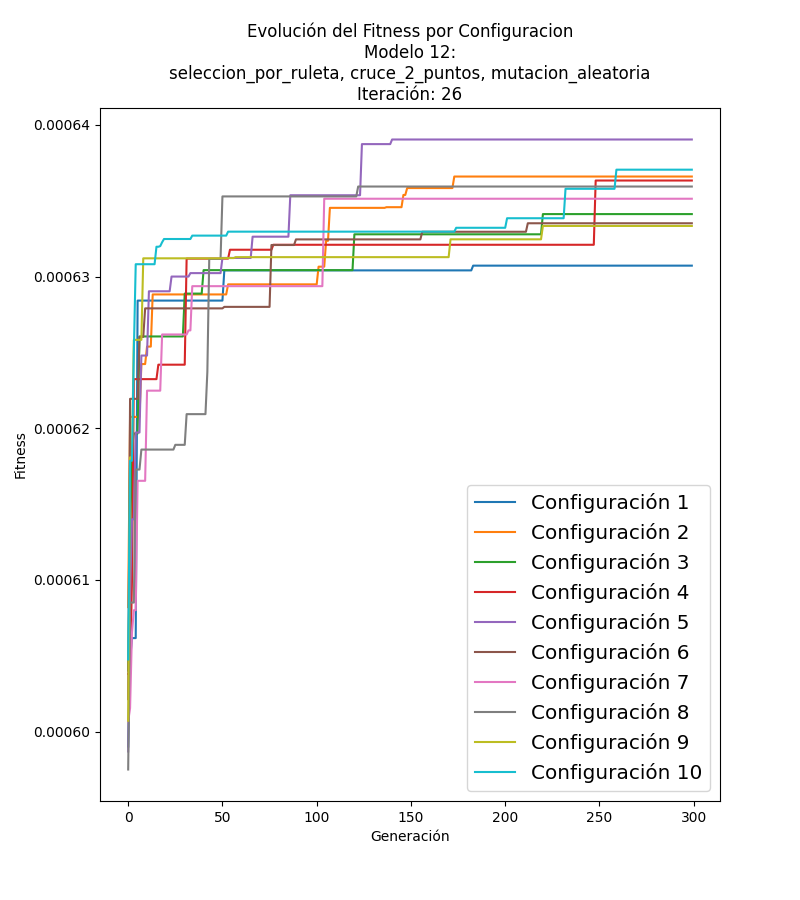 Evolución del Fitness por Configuracion
Modelo 12:
seleccion_por_ruleta, cruce_2_puntos, mutacion_aleatoria
Iteración: 26
0.00064
0.00063
0.00062
0.00061
0.00060
Fitness
0
50
100
150
200
250
300
Generación
Configuración 1
Configuración 2
Configuración 3
Configuración 4
Configuración 5
Configuración 6
Configuración 7
Configuración 8
Configuración 9
Configuración 10